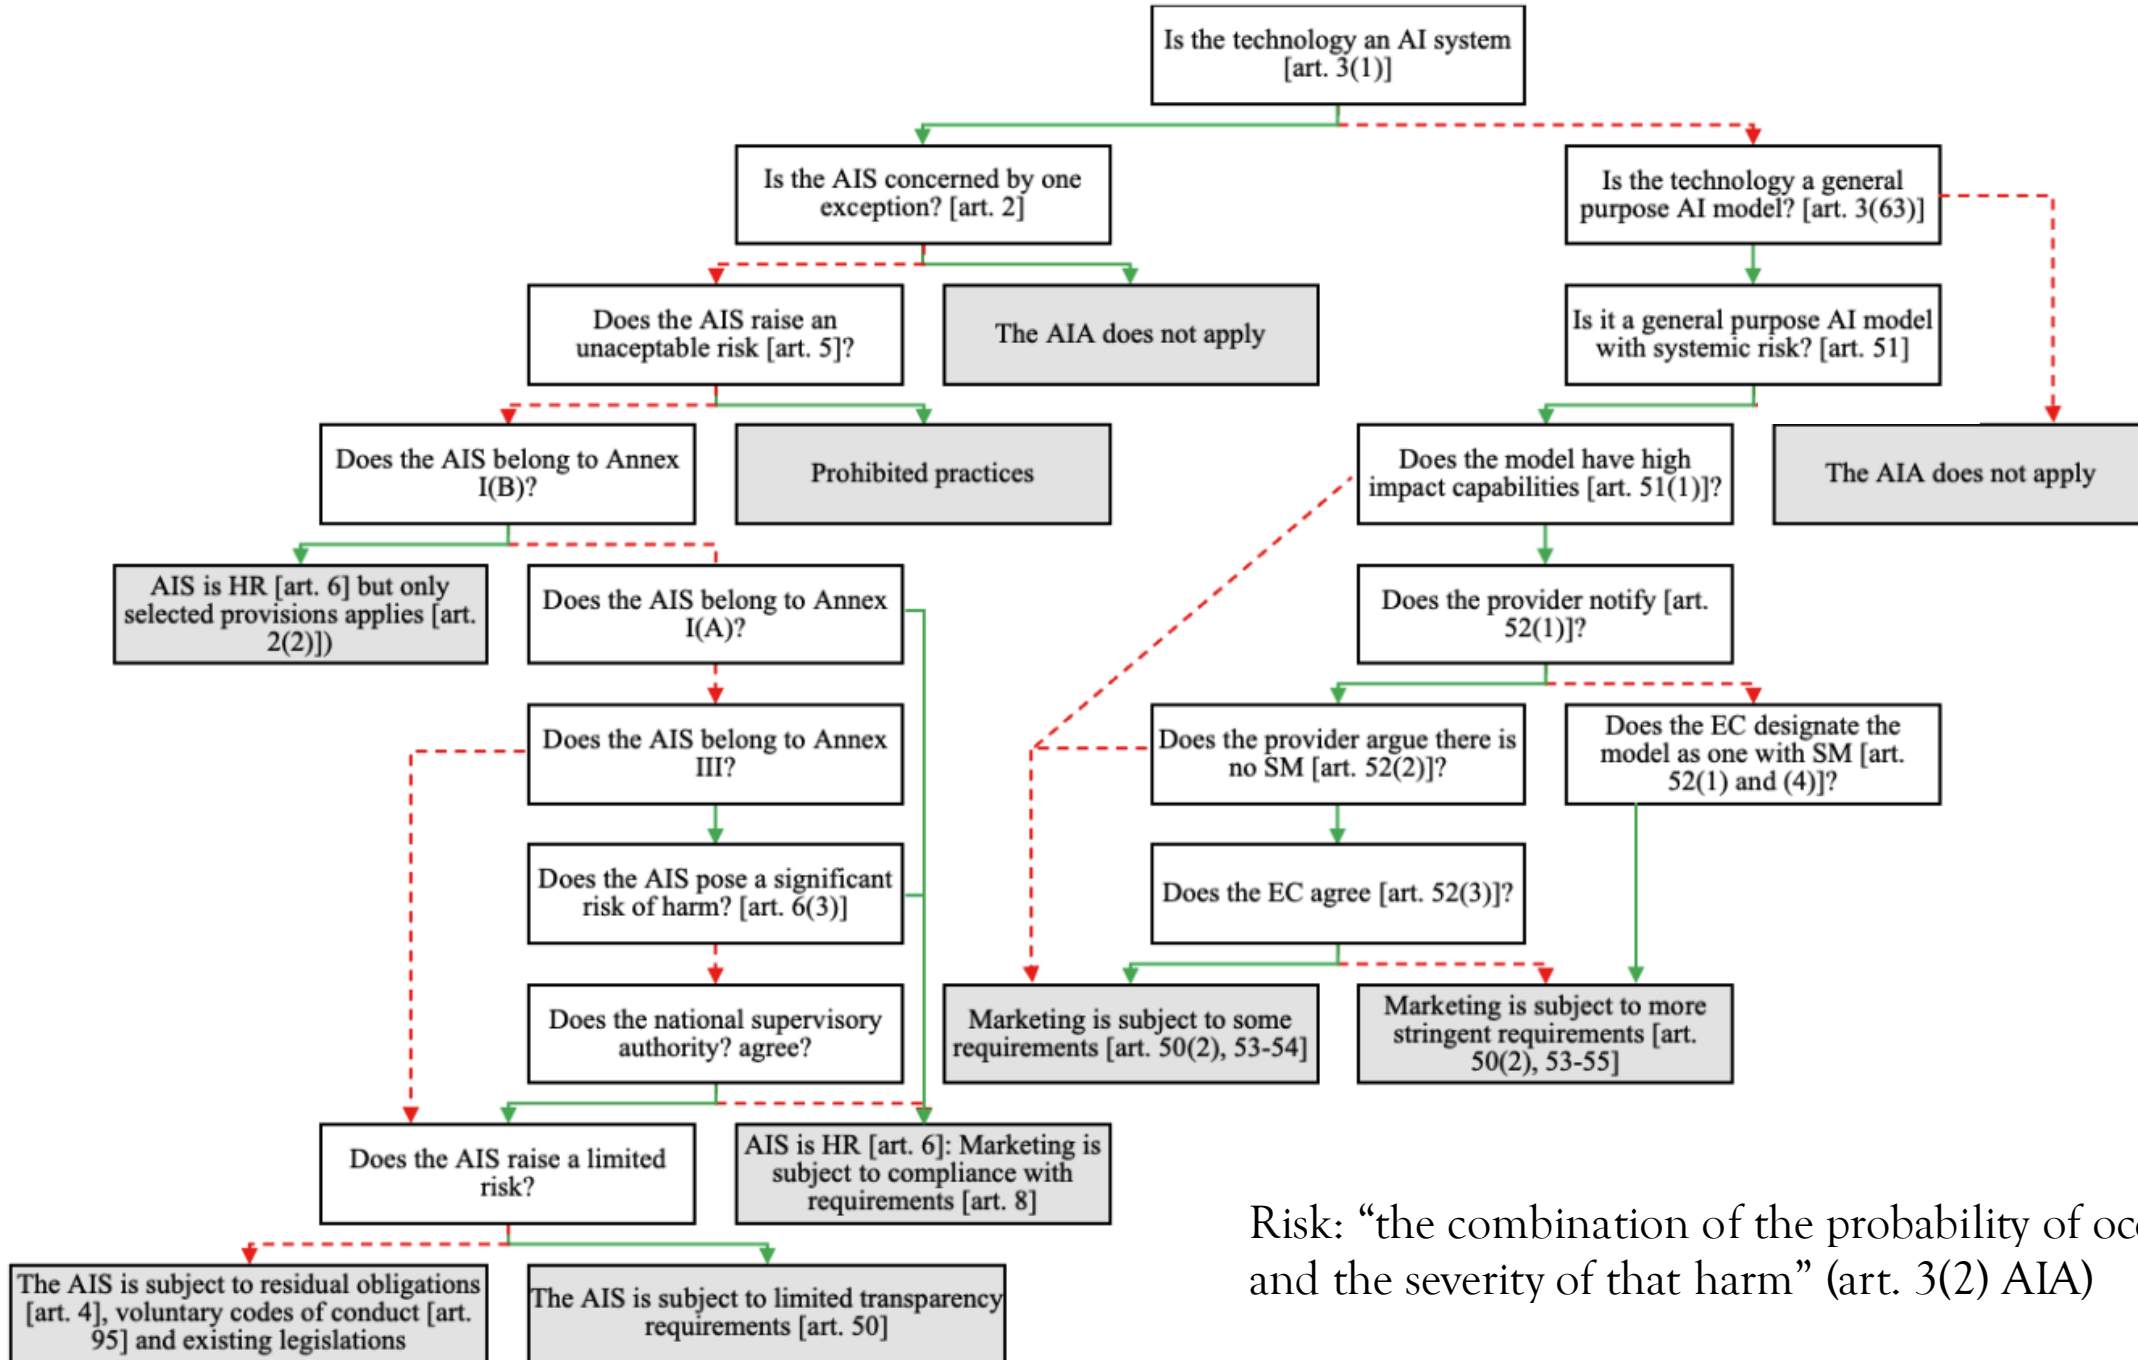 Is the technology an AI system
[art. 3(1)]
Is the AIS concerned by one
exception? [art. 2]
Is the technology a general
purpose AI model? [art. 3(63)]
Does the AIS raise an
unaceptable risk [art. 5]?
The AIA does not apply
Is it a general purpose AI model
with systemic risk? [art. 51]
Does the AIS belong to Annex
I(B)?
Prohibited practices
Does the model have high
impact capabilities [art. 51(1)]?
The AIA does not apply
AIS is HR [art. 6] but only
selected provisions applies [art.
2(2)])
Does the AIS belong to Annex
I(A)?
Does the provider notify [art.
52(1)]?
Does the AIS belong to Annex
III?
Does the provider argue there is
no SM [art. 52(2)]?
Does the EC designate the
model as one with SM [art.
52(1) and (4)]?
Does the AIS pose a significant
risk of harm? [art. 6(3)]
Does the EC agree [art. 52(3)]?
Does the national supervisory
authority? agree?
Marketing is subject to some
requirements [art. 50(2), 53-54]
Marketing is subject to more
stringent requirements [art.
50(2), 53-55]
Does the AIS raise a limited
risk?
AIS is HR [art. 6]: Marketing is
subject to compliance with
requirements [art. 8]
Risk: “the combination of the probability of
and the severity of that harm” (art. 3(2) AIA)
The AIS is subject to residual obligations
[art. 4], voluntary codes of conduct [art.
95] and existing legislations
The AIS is subject to limited transparency
requirements [art. 50]